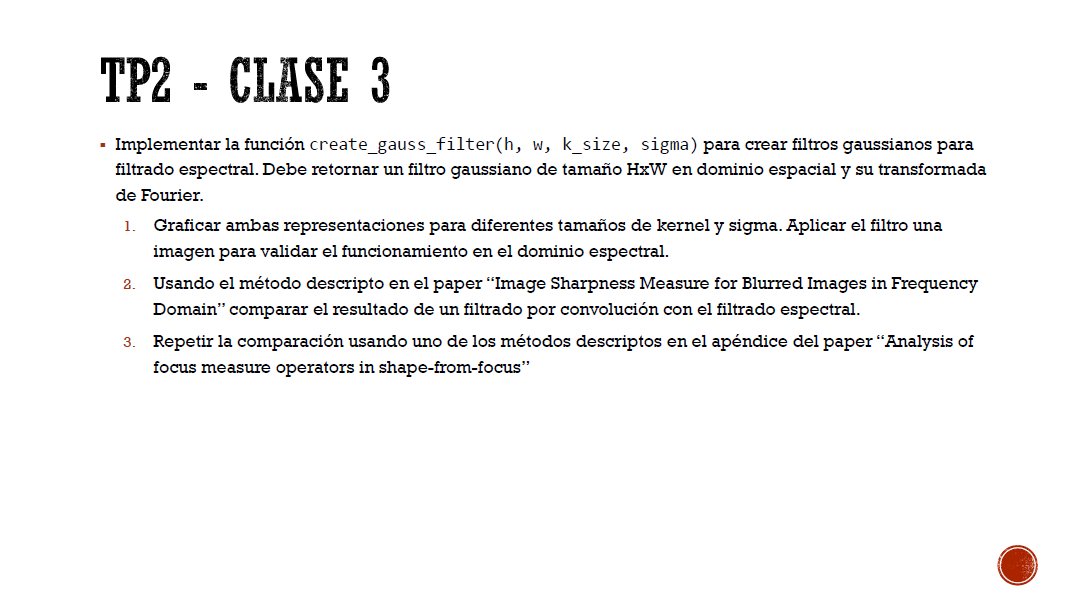 TP2 - CLASE 3
▪ Implementar la función create_gauss_filter(h, w, k_size, sigma) para crear filtros gaussianos para
filtrado espectral. Debe retornar un filtro gaussiano de tamaño HxW en dominio espacial y su transformada
de Fourier.
1. Graficar ambas representaciones para diferentes tamaños de kernel y sigma. Aplicar el filtro una
imagen para validar el funcionamiento en el dominio espectral.
2. Usando el método descripto en el paper “Image Sharpness Measure for Blurred Images in Frequency
Domain” comparar el resultado de un filtrado por convolución con el filtrado espectral.
3. Repetir la comparación usando uno de los métodos descriptos en el apéndice del paper “Analysis of
focus measure operators in shape-from-focus”